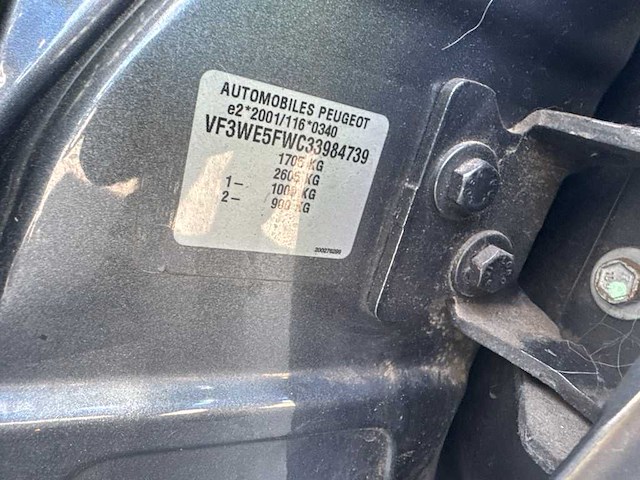 AUTOMOBILES PEUGEOT
e2*2001/116*0340
VF3WE5FWC33984739
1705 KG
2605 KG
1- 1000 KG
2- 900 KG